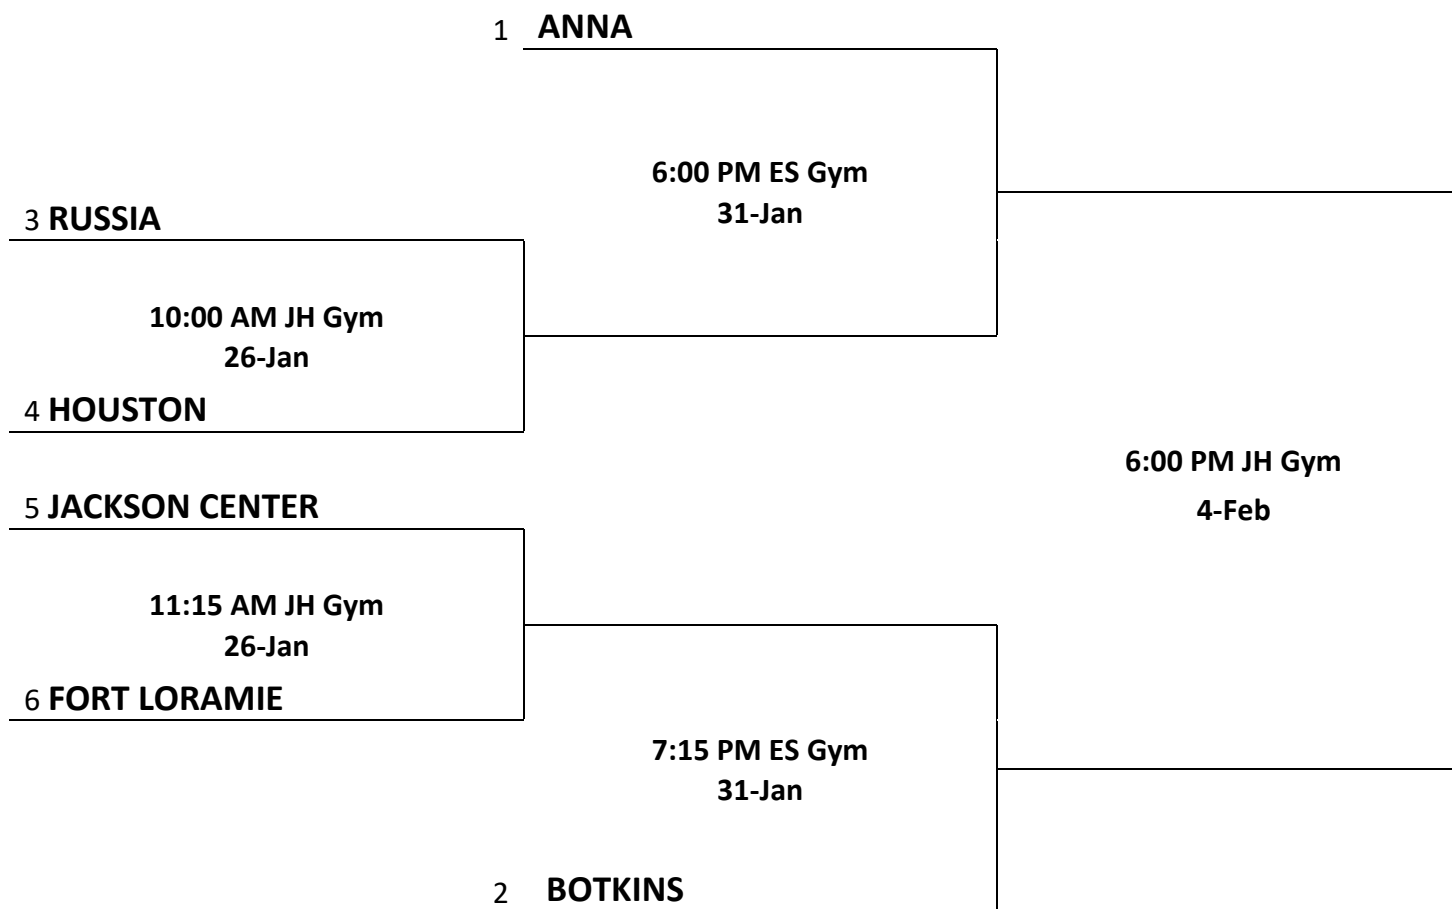 1 ANNA
6:00 PM ES Gym
31-Jan
3 RUSSIA
10:00 AM JH Gym
26-Jan
4 HOUSTON
6:00 PM JH Gym
4-Feb
5 JACKSON CENTER
11:15 AM JH Gym
26-Jan
6 FORT LORAMIE
7:15 PM ES Gym
31-Jan
2 BOTKINS